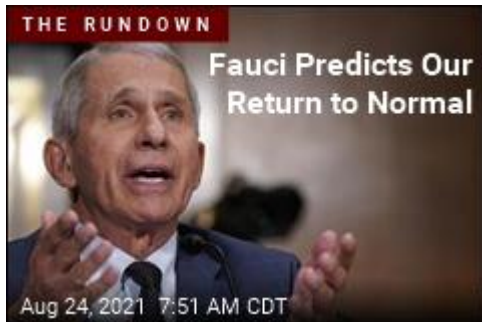 THE RUNDOWN
Fauci Predicts Our
Return to Normal
Aug 24, 2021 7:51 AM CDT